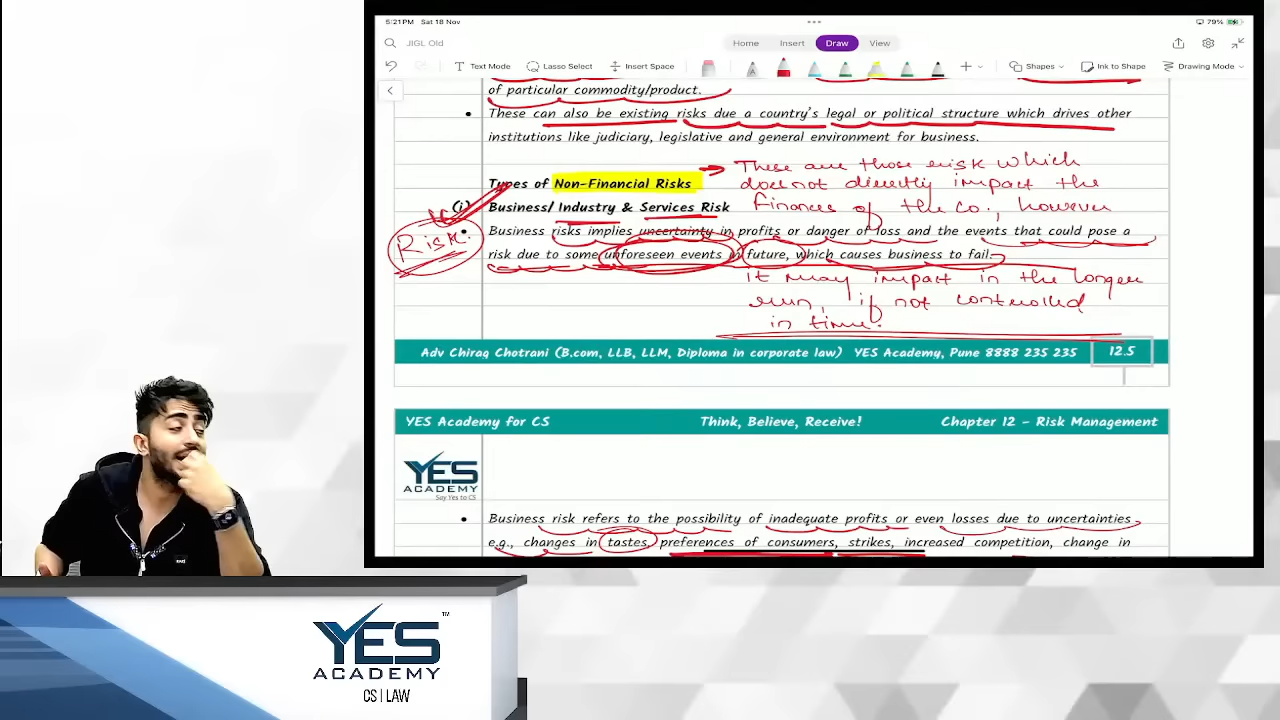 5:21 PM Sat 18 Nov
79%
JIGL Old
Home Insert Draw View
Text Mode Lasso Select Insert Space Shapes Ink to Shape Drawing Mode
of particular commodity/product.
These can also be existing risks due a country's legal or political structure which drives other
institutions like judiciary, legislative and general environment for business.
These are those risk which
Types of Non-Financial Risks
does not directly impact the
(i) Business/ Industry & Services Risk
finances of the Co., however
Business risks implies uncertainty in profits or danger of loss and the events that could pose a
Risk.
risk due to some unforeseen events in future, which causes business to fail.
it may impact in the longer
run, if not controlled
in time.
Adv Chirag Chotrani (B.com, LLB, LLM, Diploma in corporate law) YES Academy, Pune 8888 235 235 12.5
YES Academy for CS Think, Believe, Receive! Chapter 12 – Risk Management
YES
ACADEMY
Say Yes to CS
Business risk refers to the possibility of inadequate profits or even losses due to uncertainties
e.g., changes in tastes, preferences of consumers, strikes, increased competition, change in
YES™
ACADEMY
CS | LAW